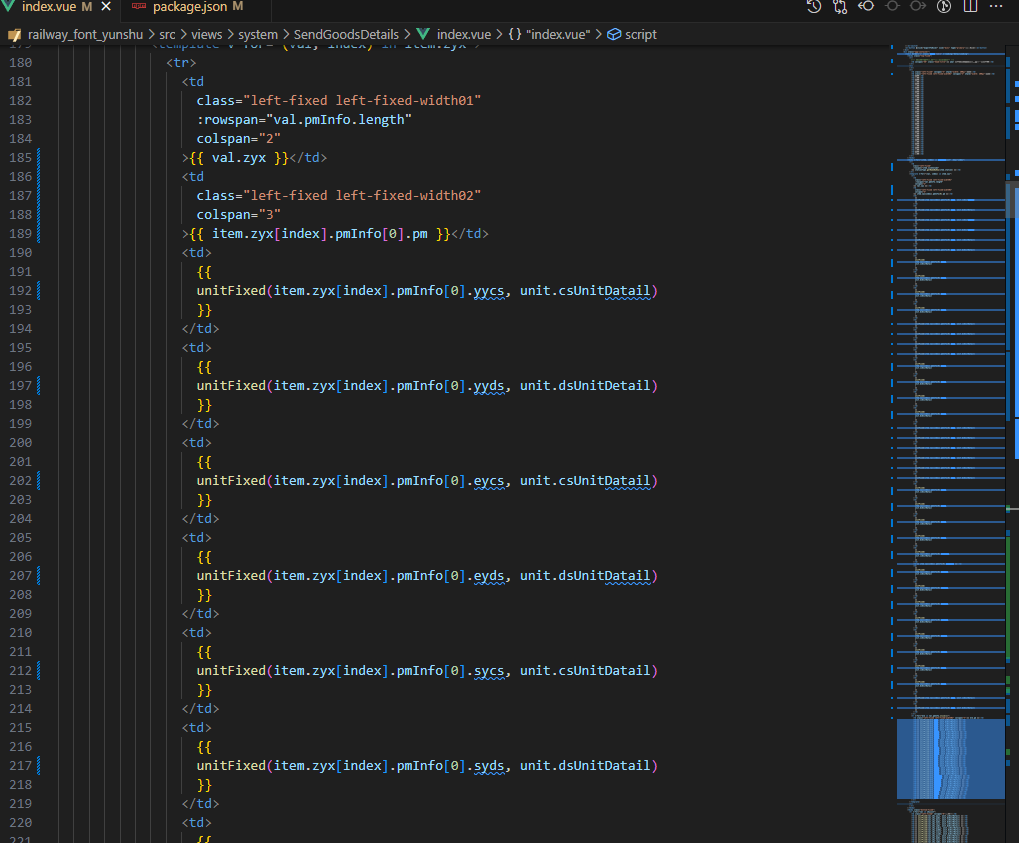 index.vue M
package.json M
railway_font_yunshu > src > views > system > SendGoodsDetails > index.vue > {} "index.vue" > script
179 <template v-for="(val, index) in item.zyx">
180 <tr>
181 <td
182 class="left-fixed left-fixed-width01"
183 :rowspan="val.pmInfo.length"
184 colspan="2"
185 >{{ val.zyx }}</td>
186 <td
187 class="left-fixed left-fixed-width02"
188 colspan="3"
189 >{{ item.zyx[index].pmInfo[0].pm }}</td>
190 <td>
191 {{
192 unitFixed(item.zyx[index].pmInfo[0].yycs, unit.csUnitDatail)
193 }}
194 </td>
195 <td>
196 {{
197 unitFixed(item.zyx[index].pmInfo[0].yyds, unit.dsUnitDetail)
198 }}
199 </td>
200 <td>
201 {{
202 unitFixed(item.zyx[index].pmInfo[0].eycs, unit.csUnitDatail)
203 }}
204 </td>
205 <td>
206 {{
207 unitFixed(item.zyx[index].pmInfo[0].eyds, unit.dsUnitDatail)
208 }}
209 </td>
210 <td>
211 {{
212 unitFixed(item.zyx[index].pmInfo[0].sycs, unit.csUnitDatail)
213 }}
214 </td>
215 <td>
216 {{
217 unitFixed(item.zyx[index].pmInfo[0].syds, unit.dsUnitDatail)
218 }}
219 </td>
220 <td>
221 {{